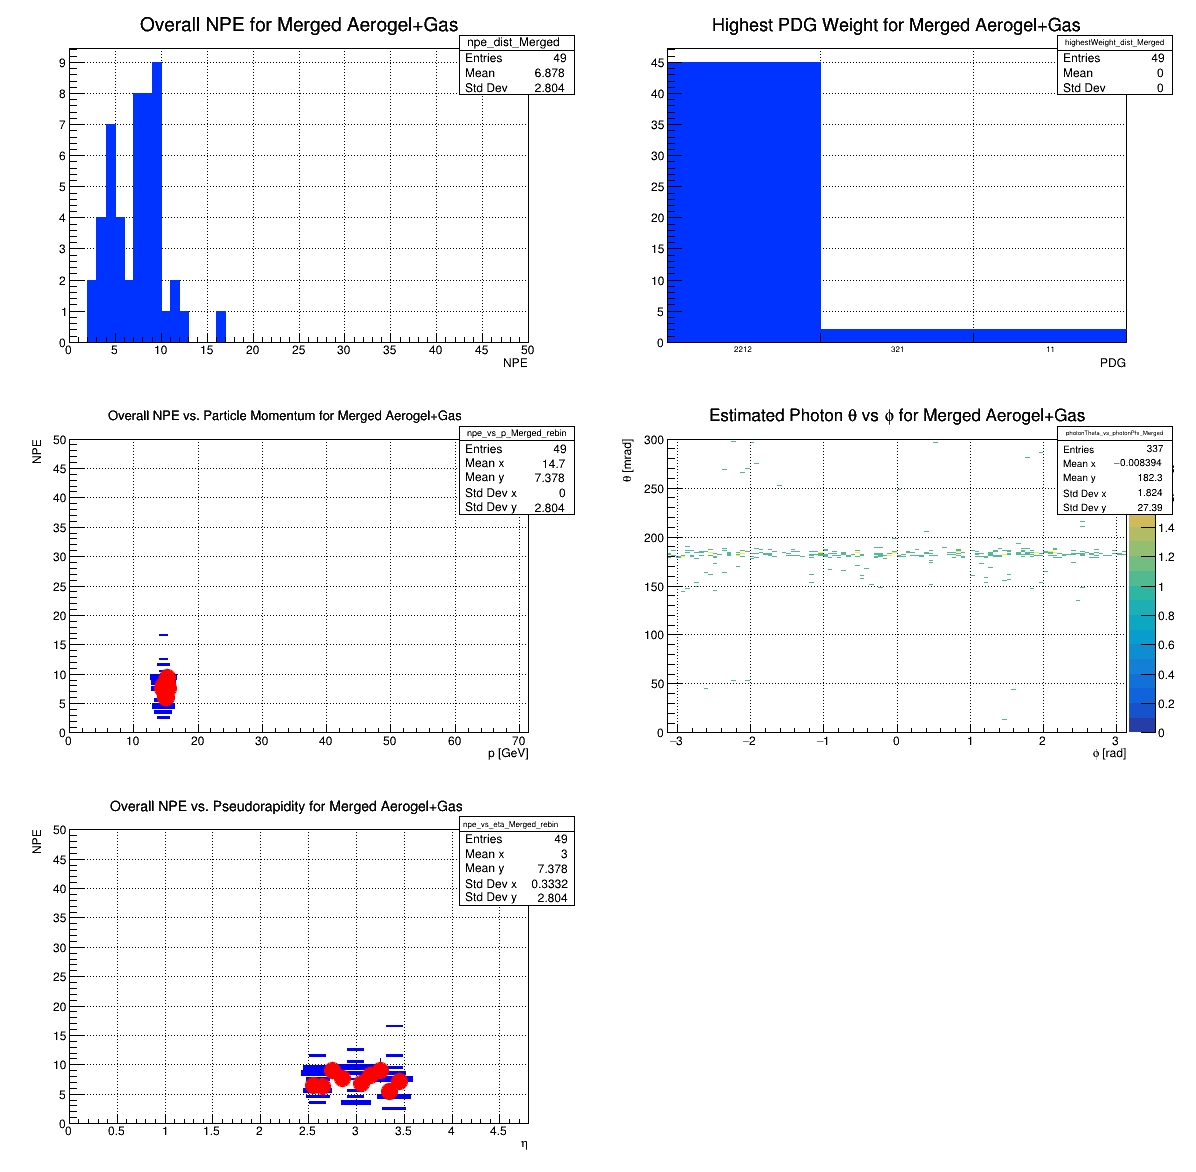 Overall NPE for Merged Aerogel+Gas
npe_dist_Merged
Entries 49
Mean 6.878
Std Dev 2.804
9
8
7
6
5
4
3
2
1
0
0 5 10 15 20 25 30 35 40 45 50
NPE
Highest PDG Weight for Merged Aerogel+Gas
highestWeight_dist_Merged
Entries 49
Mean 0
Std Dev 0
45
40
35
30
25
20
15
10
5
0
2212 321 11
PDG
Overall NPE vs. Particle Momentum for Merged Aerogel+Gas
npe_vs_p_Merged_rebin
Entries 49
Mean x 14.7
Mean y 7.378
Std Dev x 0
Std Dev y 2.804
NPE
50
45
40
35
30
25
20
15
10
5
0
0 10 20 30 40 50 60 70
p [GeV]
Estimated Photon θ vs ϕ for Merged Aerogel+Gas
photonTheta_vs_photonPhi_Merged
Entries 337
Mean x −0.008394
Mean y 182.3
Std Dev x 1.824
Std Dev y 27.39
θ [mrad]
300
250
200
150
100
50
0
−3 −2 −1 0 1 2 3
ϕ [rad]
1.4
1.2
1
0.8
0.6
0.4
0.2
0
Overall NPE vs. Pseudorapidity for Merged Aerogel+Gas
npe_vs_eta_Merged_rebin
Entries 49
Mean x 3
Mean y 7.378
Std Dev x 0.3332
Std Dev y 2.804
NPE
50
45
40
35
30
25
20
15
10
5
0
0 0.5 1 1.5 2 2.5 3 3.5 4 4.5
η